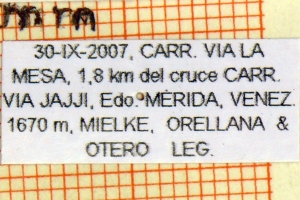 30-IX-2007, CARR. VIA LA
MESA, 1,8 km del cruce CARR.
VIA JAJJI, Edo. MÉRIDA, VENEZ.
1670 m, MIELKE, ORELLANA &
OTERO LEG.